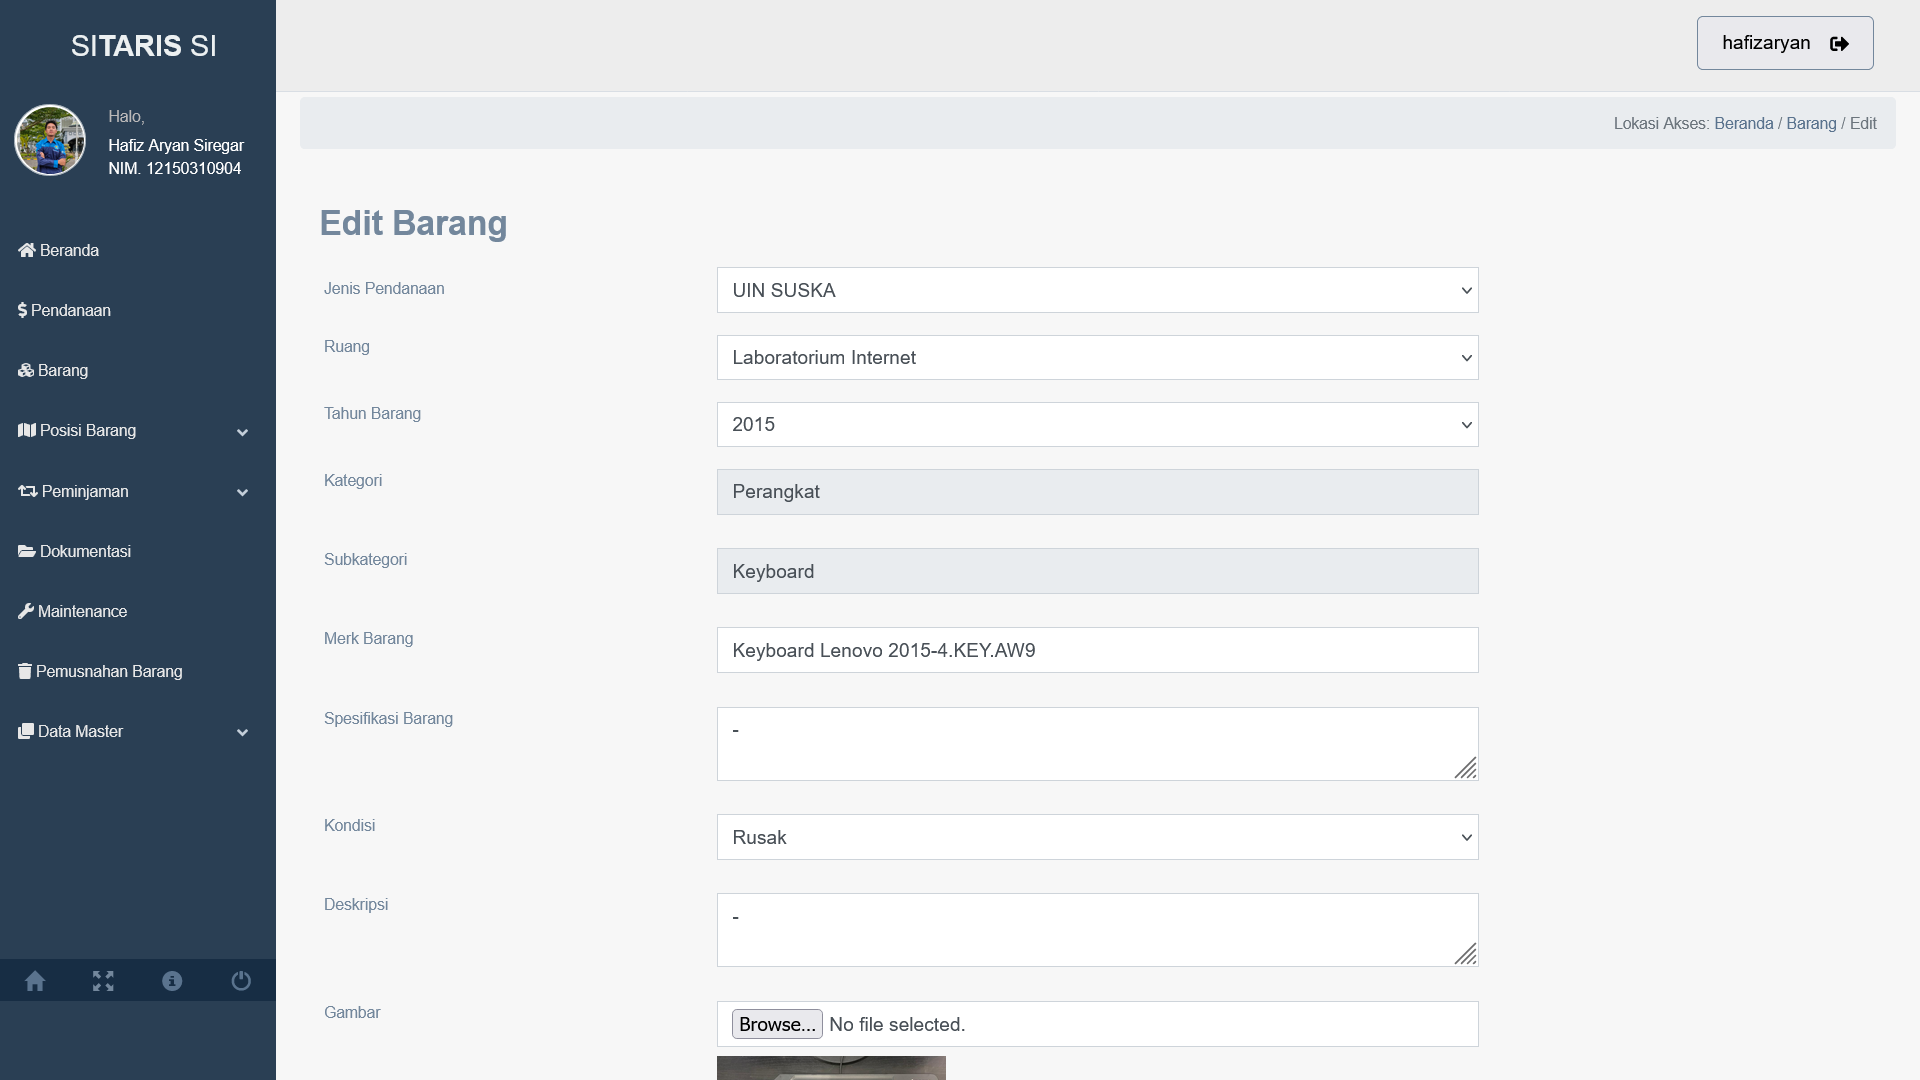 SITARIS SI
Halo,
Hafiz Aryan Siregar
NIM. 12150310904
Beranda
Pendanaan
Barang
Posisi Barang
Peminjaman
Dokumentasi
Maintenance
Pemusnahan Barang
Data Master
hafizaryan
Lokasi Akses: Beranda / Barang / Edit
Edit Barang
Jenis Pendanaan
UIN SUSKA
Ruang
Laboratorium Internet
Tahun Barang
2015
Kategori
Perangkat
Subkategori
Keyboard
Merk Barang
Keyboard Lenovo 2015-4.KEY.AW9
Spesifikasi Barang
-
Kondisi
Rusak
Deskripsi
-
Gambar
Browse... No file selected.